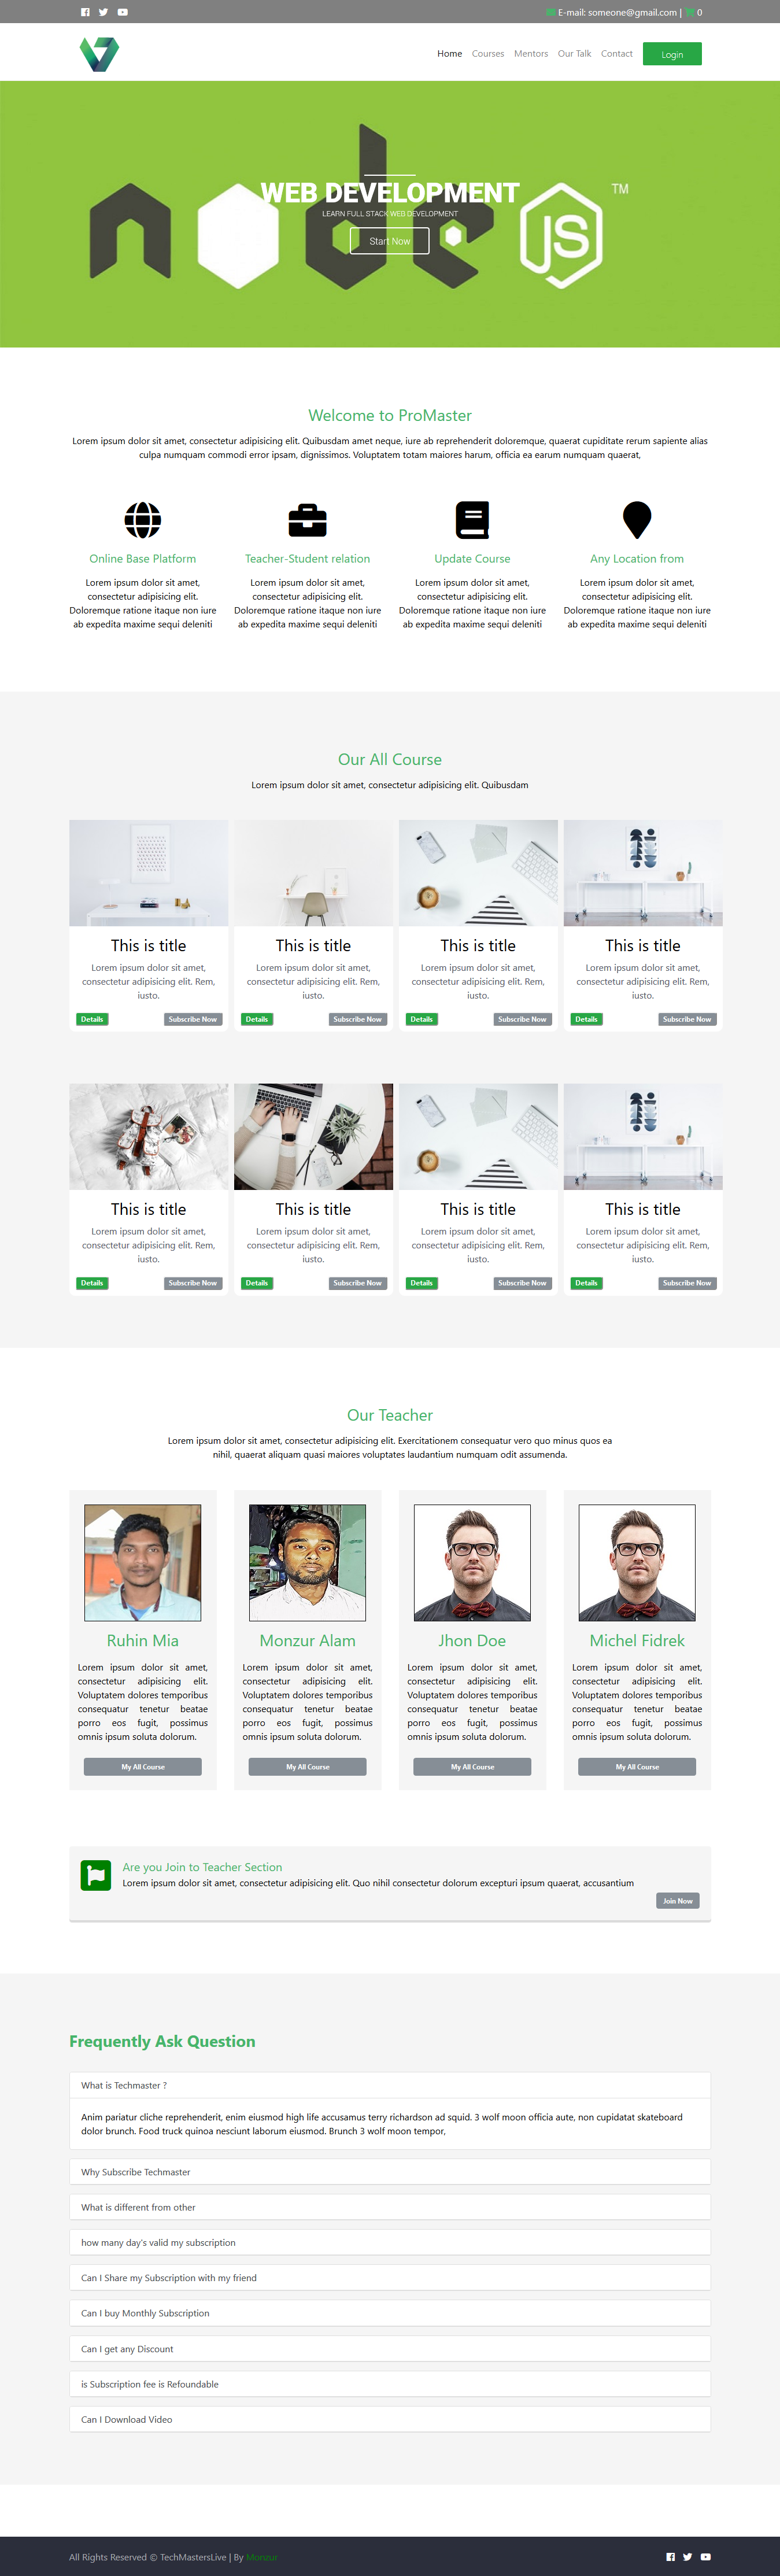 E-mail: someone@gmail.com | 0
Home Courses Mentors Our Talk Contact Login
node JS TM
WEB DEVELOPMENT
LEARN FULL STACK WEB DEVELOPMENT
Start Now
Welcome to ProMaster
Lorem ipsum dolor sit amet, consectetur adipisicing elit. Quibusdam amet neque, iure ab reprehenderit doloremque, quaerat cupiditate rerum sapiente alias
culpa numquam commodi error ipsam, dignissimos. Voluptatem totam maiores harum, officia ea earum numquam quaerat,
Online Base Platform
Lorem ipsum dolor sit amet,
consectetur adipisicing elit.
Doloremque ratione itaque non iure
ab expedita maxime sequi deleniti
Teacher-Student relation
Lorem ipsum dolor sit amet,
consectetur adipisicing elit.
Doloremque ratione itaque non iure
ab expedita maxime sequi deleniti
Update Course
Lorem ipsum dolor sit amet,
consectetur adipisicing elit.
Doloremque ratione itaque non iure
ab expedita maxime sequi deleniti
Any Location from
Lorem ipsum dolor sit amet,
consectetur adipisicing elit.
Doloremque ratione itaque non iure
ab expedita maxime sequi deleniti
Our All Course
Lorem ipsum dolor sit amet, consectetur adipisicing elit. Quibusdam
This is title
Lorem ipsum dolor sit amet,
consectetur adipisicing elit. Rem,
iusto.
Details Subscribe Now
This is title
Lorem ipsum dolor sit amet,
consectetur adipisicing elit. Rem,
iusto.
Details Subscribe Now
This is title
Lorem ipsum dolor sit amet,
consectetur adipisicing elit. Rem,
iusto.
Details Subscribe Now
This is title
Lorem ipsum dolor sit amet,
consectetur adipisicing elit. Rem,
iusto.
Details Subscribe Now
This is title
Lorem ipsum dolor sit amet,
consectetur adipisicing elit. Rem,
iusto.
Details Subscribe Now
This is title
Lorem ipsum dolor sit amet,
consectetur adipisicing elit. Rem,
iusto.
Details Subscribe Now
This is title
Lorem ipsum dolor sit amet,
consectetur adipisicing elit. Rem,
iusto.
Details Subscribe Now
This is title
Lorem ipsum dolor sit amet,
consectetur adipisicing elit. Rem,
iusto.
Details Subscribe Now
Our Teacher
Lorem ipsum dolor sit amet, consectetur adipisicing elit. Exercitationem consequatur vero quo minus quos ea
nihil, quaerat aliquam quasi maiores voluptates laudantium numquam odit assumenda.
Ruhin Mia
Lorem ipsum dolor sit amet,
consectetur adipisicing elit.
Voluptatem dolores temporibus
consequatur tenetur beatae
porro eos fugit, possimus
omnis ipsum soluta dolorum.
My All Course
Monzur Alam
Lorem ipsum dolor sit amet,
consectetur adipisicing elit.
Voluptatem dolores temporibus
consequatur tenetur beatae
porro eos fugit, possimus
omnis ipsum soluta dolorum.
My All Course
Jhon Doe
Lorem ipsum dolor sit amet,
consectetur adipisicing elit.
Voluptatem dolores temporibus
consequatur tenetur beatae
porro eos fugit, possimus
omnis ipsum soluta dolorum.
My All Course
Michel Fidrek
Lorem ipsum dolor sit amet,
consectetur adipisicing elit.
Voluptatem dolores temporibus
consequatur tenetur beatae
porro eos fugit, possimus
omnis ipsum soluta dolorum.
My All Course
Are you Join to Teacher Section
Lorem ipsum dolor sit amet, consectetur adipisicing elit. Quo nihil consectetur dolorum excepturi ipsum quaerat, accusantium
Join Now
Frequently Ask Question
What is Techmaster ?
Anim pariatur cliche reprehenderit, enim eiusmod high life accusamus terry richardson ad squid. 3 wolf moon officia aute, non cupidatat skateboard
dolor brunch. Food truck quinoa nesciunt laborum eiusmod. Brunch 3 wolf moon tempor,
Why Subscribe Techmaster
What is different from other
how many day's valid my subscription
Can I Share my Subscription with my friend
Can I buy Monthly Subscription
Can I get any Discount
is Subscription fee is Refoundable
Can I Download Video
All Rights Reserved © TechMastersLive | By Monzur